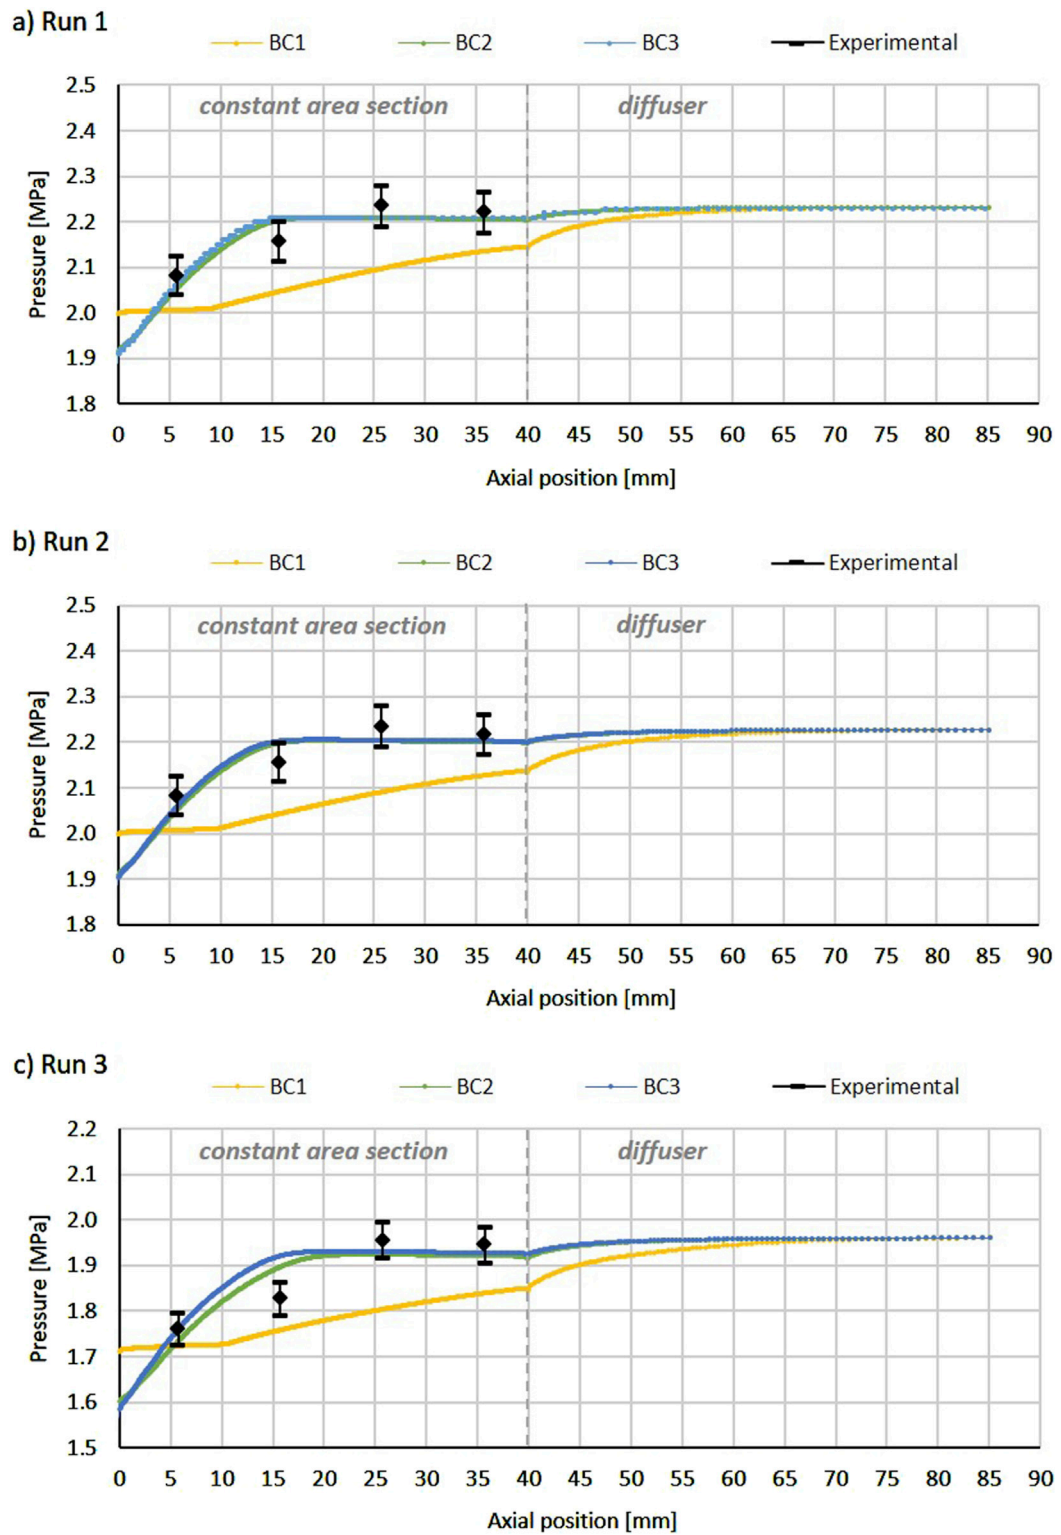 a) Run 1
BC1 BC2 BC3 Experimental
constant area section diffuser
2.5
2.4
2.3
2.2
2.1
2.0
1.9
1.8
Pressure [MPa]
0 5 10 15 20 25 30 35 40 45 50 55 60 65 70 75 80 85 90
Axial position [mm]
b) Run 2
BC1 BC2 BC3 Experimental
constant area section diffuser
2.5
2.4
2.3
2.2
2.1
2.0
1.9
1.8
Pressure [MPa]
0 5 10 15 20 25 30 35 40 45 50 55 60 65 70 75 80 85 90
Axial position [mm]
c) Run 3
BC1 BC2 BC3 Experimental
constant area section diffuser
2.2
2.1
2.0
1.9
1.8
1.7
1.6
1.5
Pressure [MPa]
0 5 10 15 20 25 30 35 40 45 50 55 60 65 70 75 80 85 90
Axial position [mm]